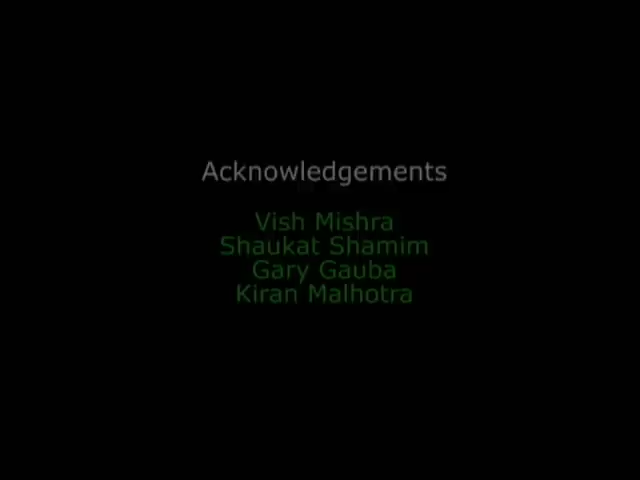 Acknowledgements
Vish Mishra
Shaukat Shamim
Gary Gauba
Kiran Malhotra